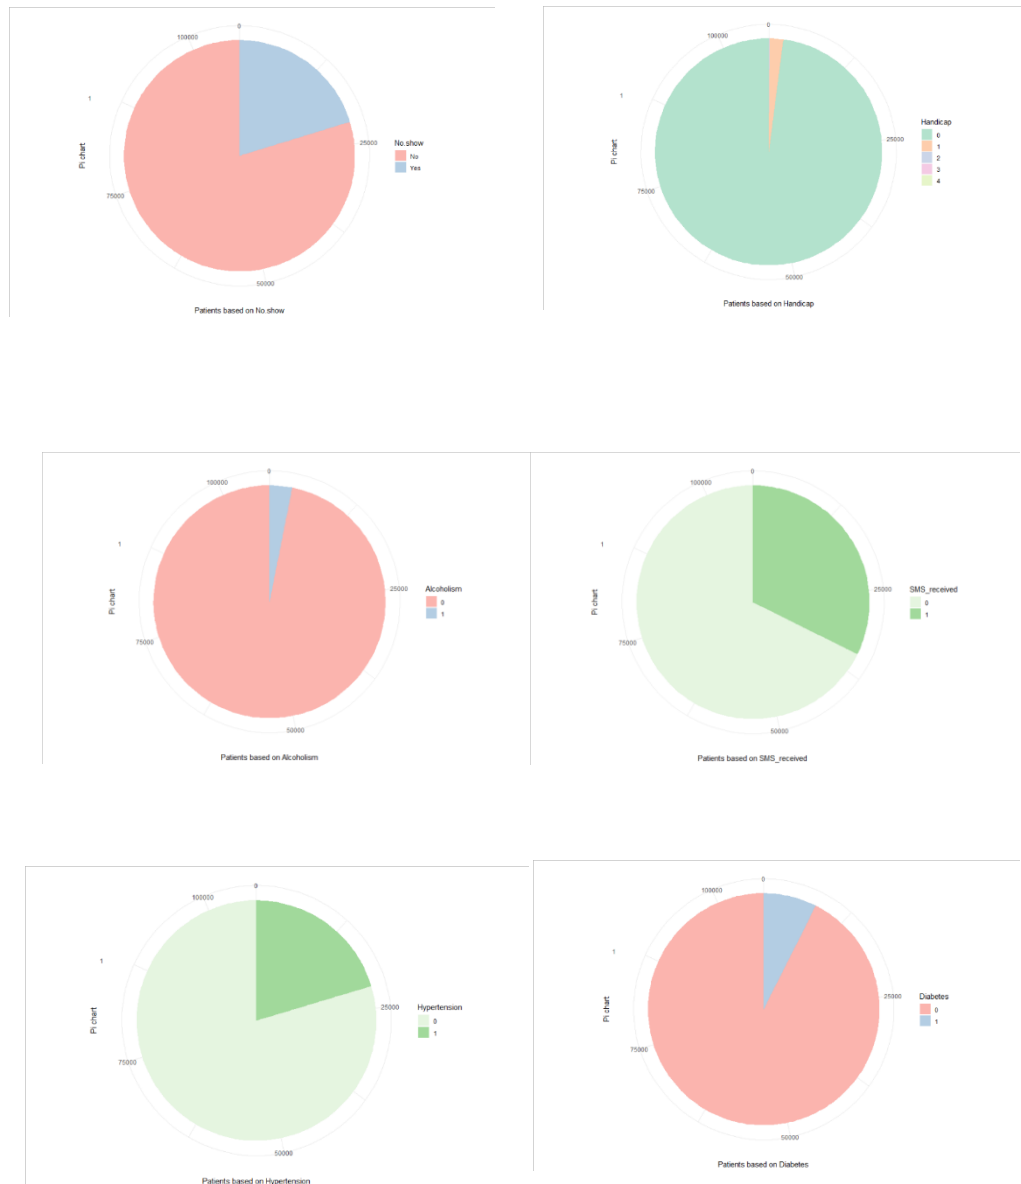 0
100000
1
Pi chart
25000
No.show
No
Yes
75000
50000
Patients based on No.show
0
100000
1
Pi chart
25000
Handicap
0
1
2
3
4
75000
50000
Patients based on Handicap
0
100000
1
Pi chart
25000
Alcoholism
0
1
75000
50000
Patients based on Alcoholism
0
100000
1
Pi chart
25000
SMS_received
0
1
75000
50000
Patients based on SMS_received
0
100000
1
Pi chart
25000
Hypertension
0
1
75000
50000
Patients based on Hypertension
0
100000
1
Pi chart
25000
Diabetes
0
1
75000
50000
Patients based on Diabetes